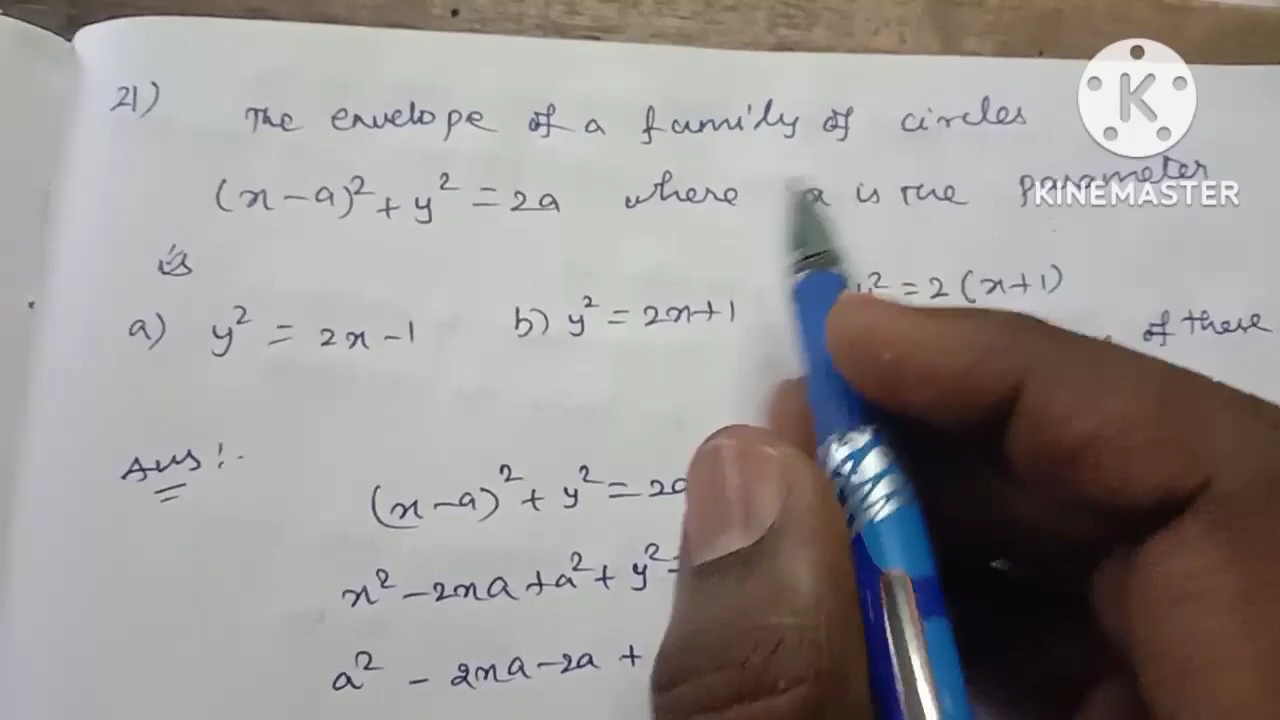 21) The envelope of a family of circles
(x-a)² + y² = 2a where a is the parameter
is
a) y² = 2x-1 b) y² = 2x+1 y² = 2(x+1)
of these
Ans:-
(x-a)² + y² = 2a
x² - 2xa + a² + y² =
a² - 2xa - 2a +
K
KINEMASTER